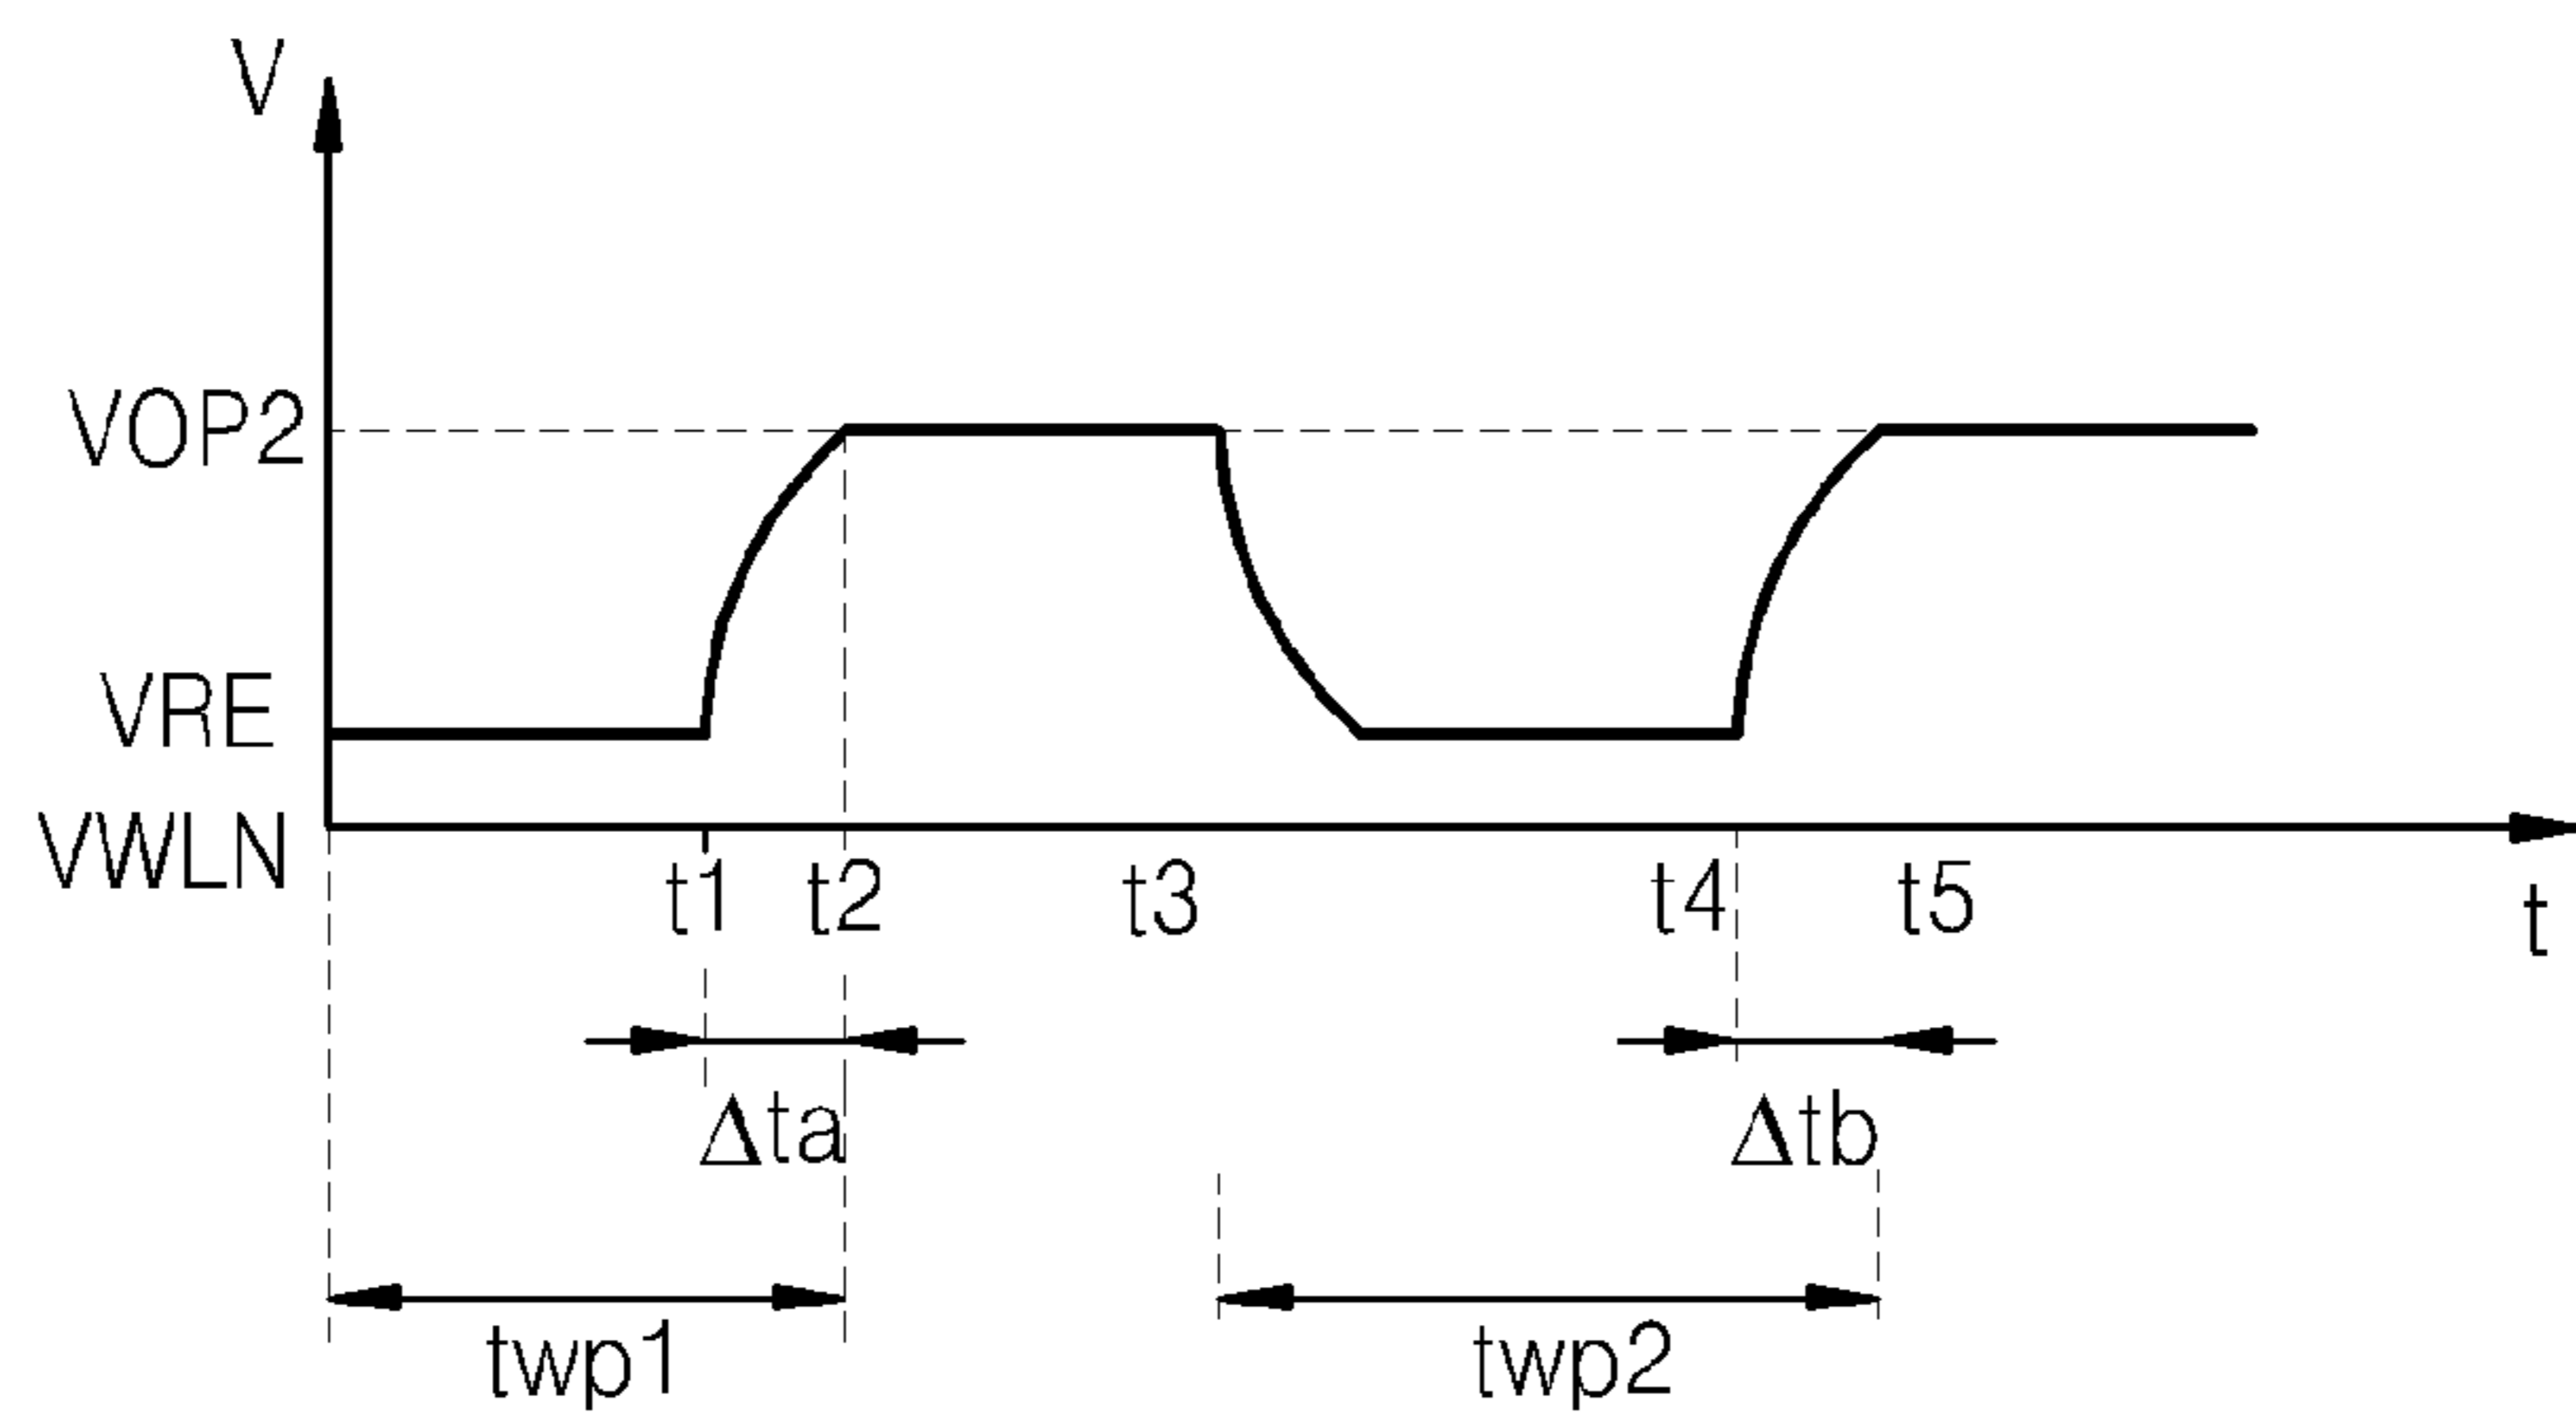 V
VOP2
VRE
VWLN
t1 t2 t3 t4 t5
t
Δta Δtb
twp1 twp2